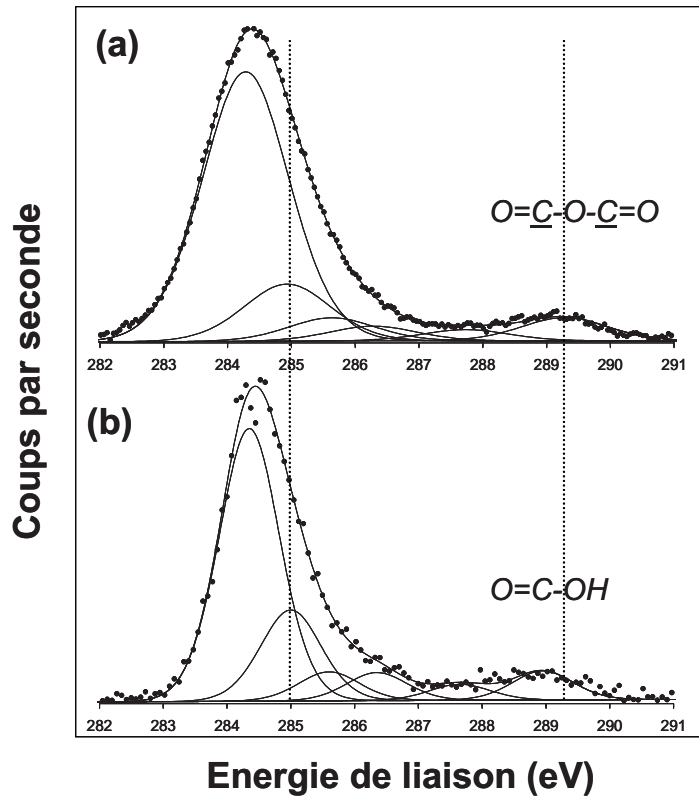 (a)
O=C-O-C=O
282 283 284 285 286 287 288 289 290 291
(b)
O=C-OH
282 283 284 285 286 287 288 289 290 291
Coups par seconde
Energie de liaison (eV)